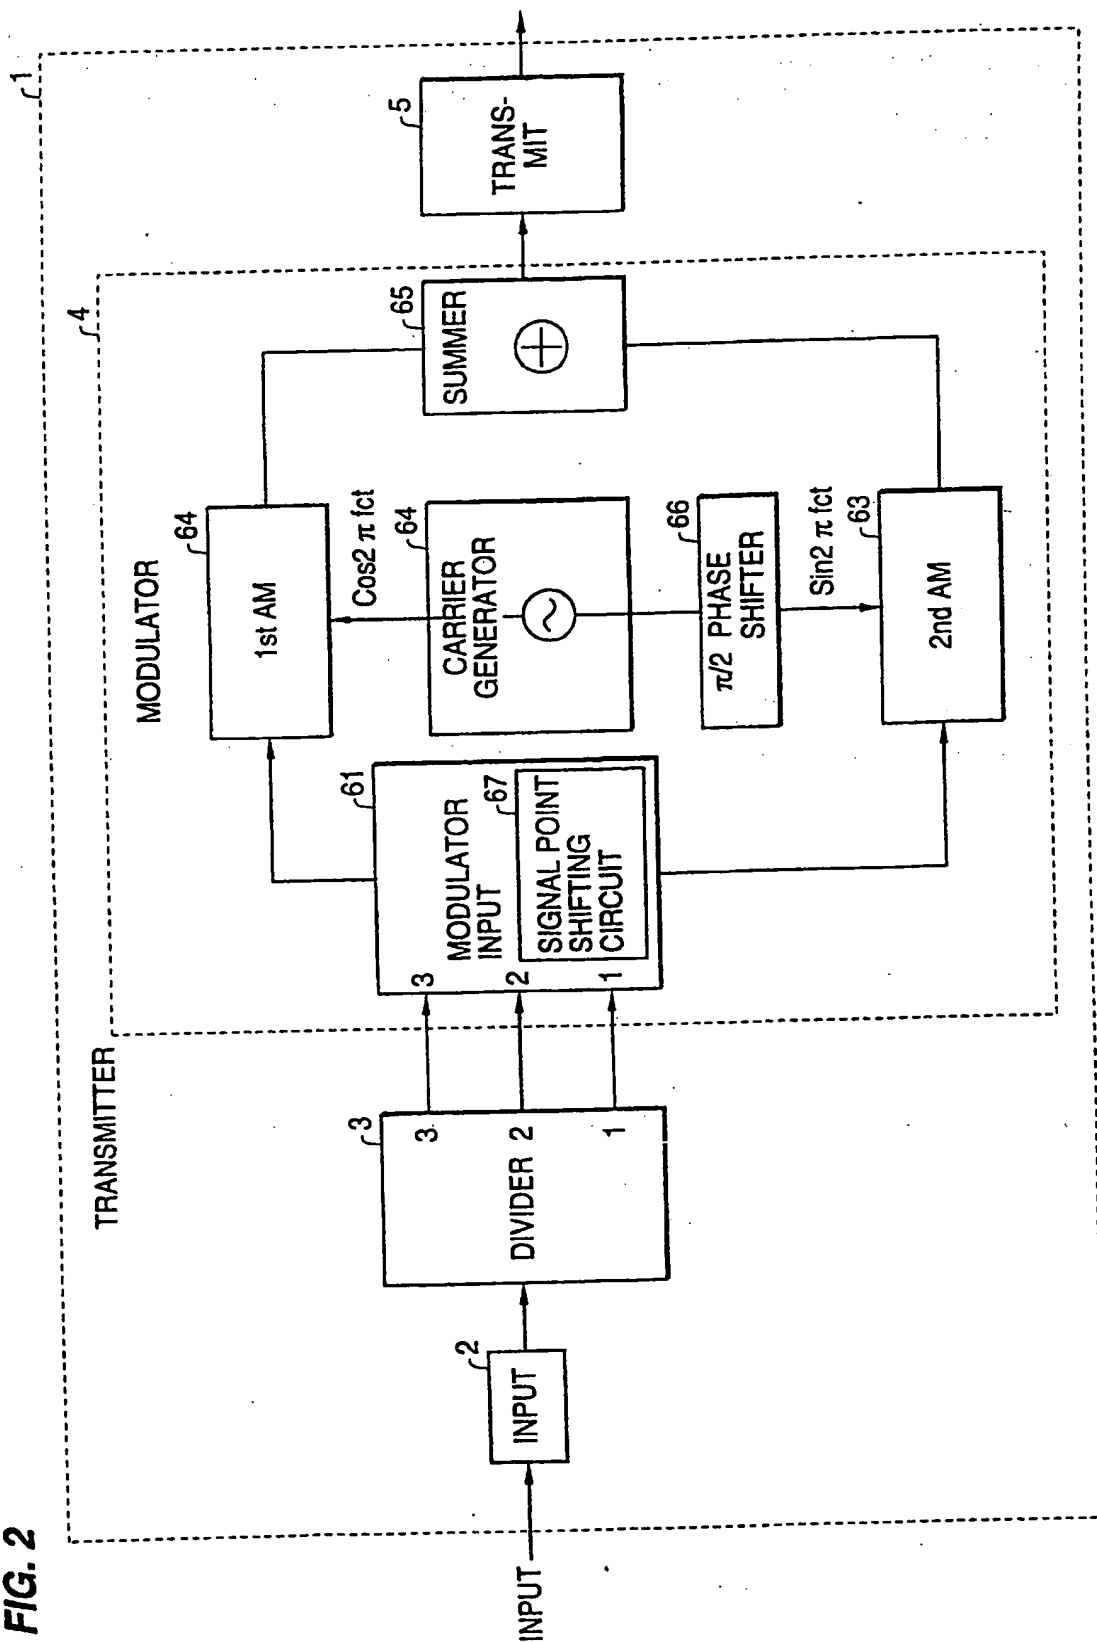 FIG. 2
TRANSMITTER
1
MODULATOR
4
INPUT
2
INPUT
3
DIVIDER
3
2
1
61
MODULATOR
INPUT
3
2
1
67
SIGNAL POINT
SHIFTING
CIRCUIT
64
1st AM
Cos2 π fct
64
CARRIER
GENERATOR
~
66
π/2 PHASE
SHIFTER
Sin2 π fct
63
2nd AM
65
SUMMER
+
5
TRANS-
MIT